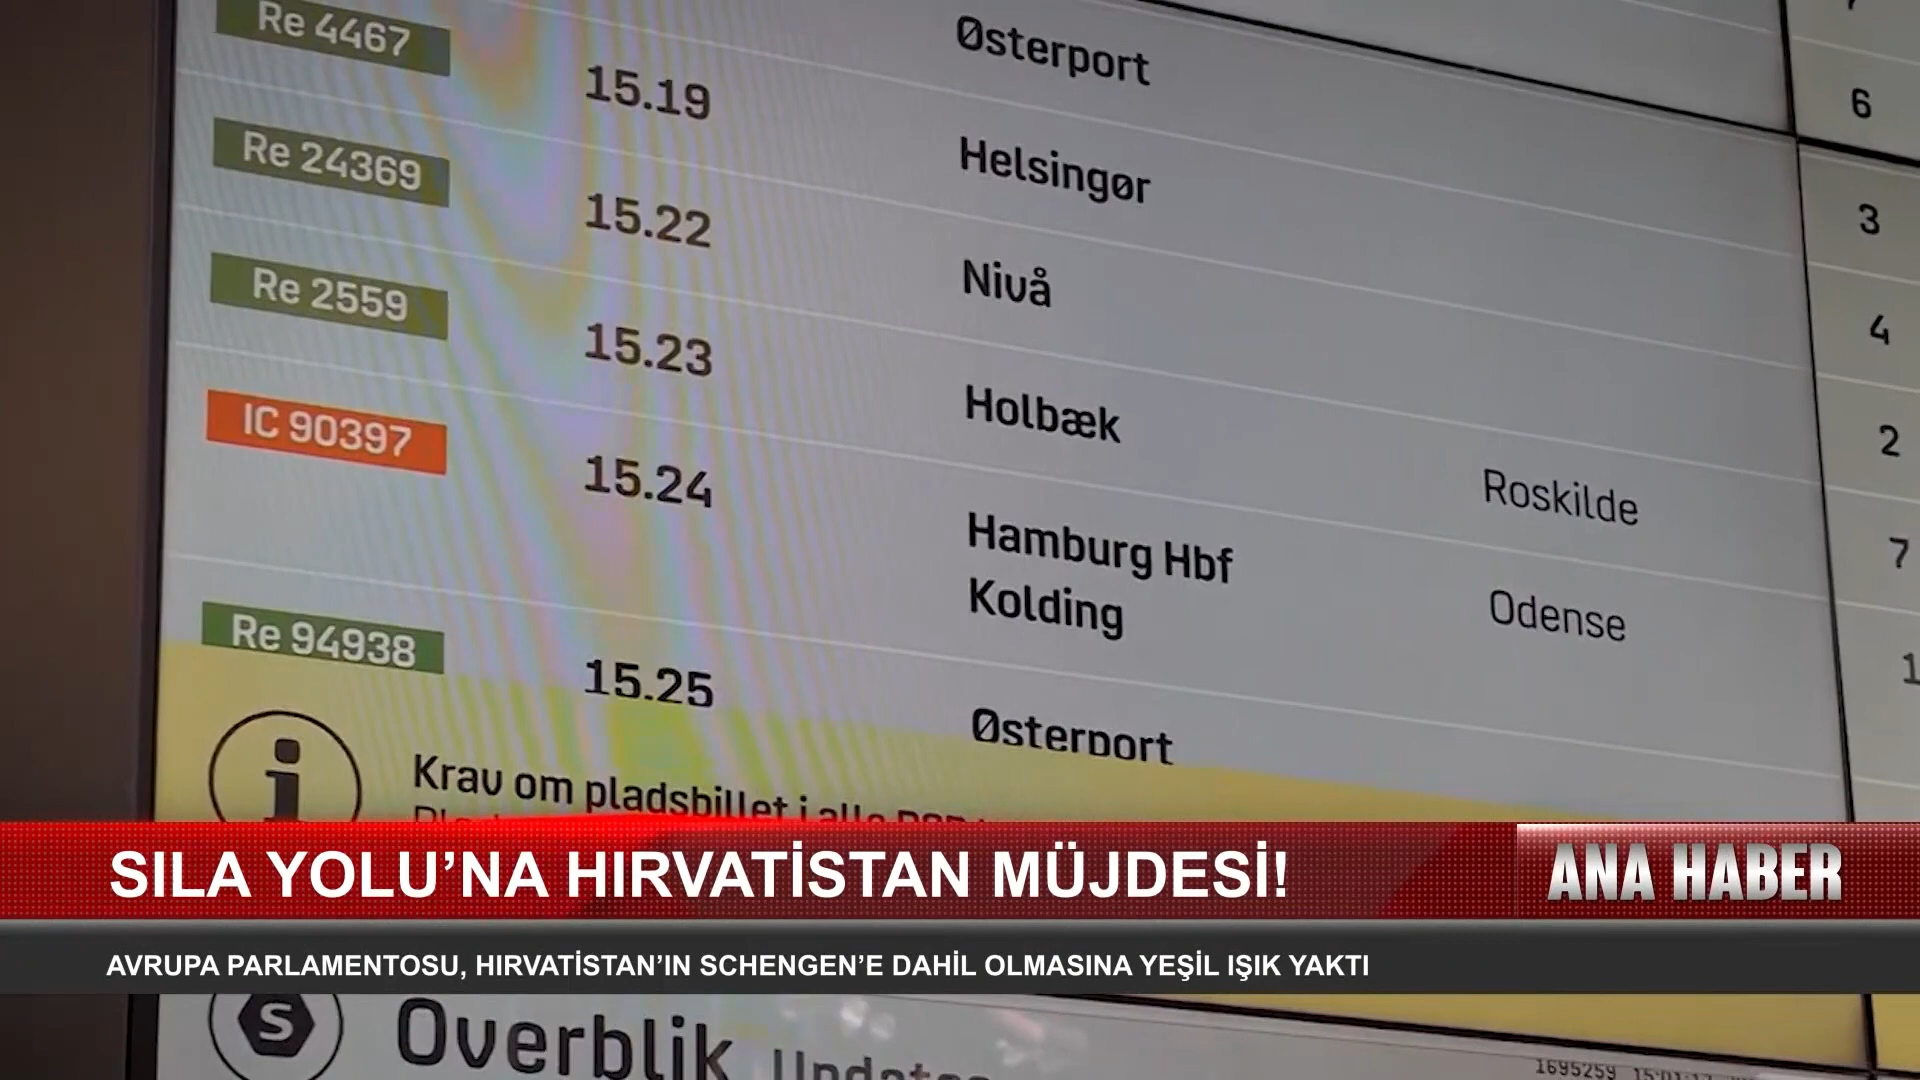 Re 4467 15.19 Østerport 6
Re 24369 15.22 Helsingør 3
Re 2559 15.23 Nivå 4
IC 90397 15.24 Holbæk Roskilde 2
Hamburg Hbf Odense 7
Kolding
Re 94938 15.25 Østerport 1
Krav om pladsbillet i alle
SILA YOLU’NA HIRVATİSTAN MÜJDESİ!
ANA HABER
AVRUPA PARLAMENTOSU, HIRVATİSTAN’IN SCHENGEN’E DAHİL OLMASINA YEŞİL IŞIK YAKTI
S Overblik
1695259